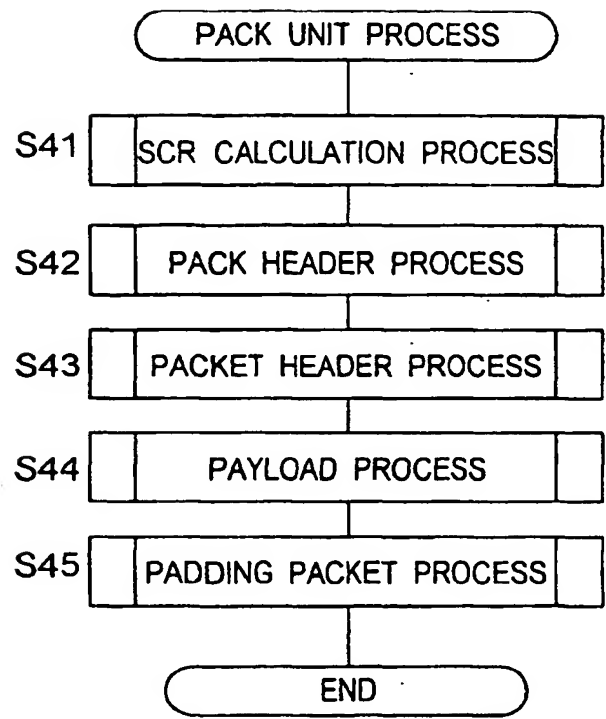 PACK UNIT PROCESS
S41 SCR CALCULATION PROCESS
S42 PACK HEADER PROCESS
S43 PACKET HEADER PROCESS
S44 PAYLOAD PROCESS
S45 PADDING PACKET PROCESS
END